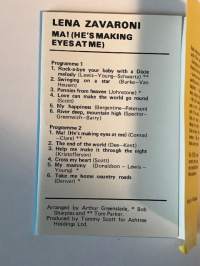 LENA ZAVARONI
MA! (HE'S MAKING
EYES AT ME)
Programme 1
1. Rock-a-bye your baby with a Dixie
melody (Lewis—Young—Schwartz) **
2. Swinging on a star (Burke—Van
Heusen)
3. Pennies from heaven (Johnstone) *
4. Love can make the world go round
(Scott)
5. My happiness (Bergantine—Peterson)
6. River deep, mountain high (Spector—
Greenwich—Barry)
Programme 2
1. Ma! (He's making eyes at me) (Conrad
—Clare) **
2. The end of the world (Dee—Kent)
3. Help me make it through the night
(Kristofferson)
4. Cross my heart (Scott)
5. My mammy (Donaldson — Lewis —
Young) *
6. Take me home country roads
(Denver) *
Arranged by Arthur Greenslade, * Bob
Sharples and ** Tom Parker.
Produced by Tommy Scott for Ashtree
Holdings Ltd.